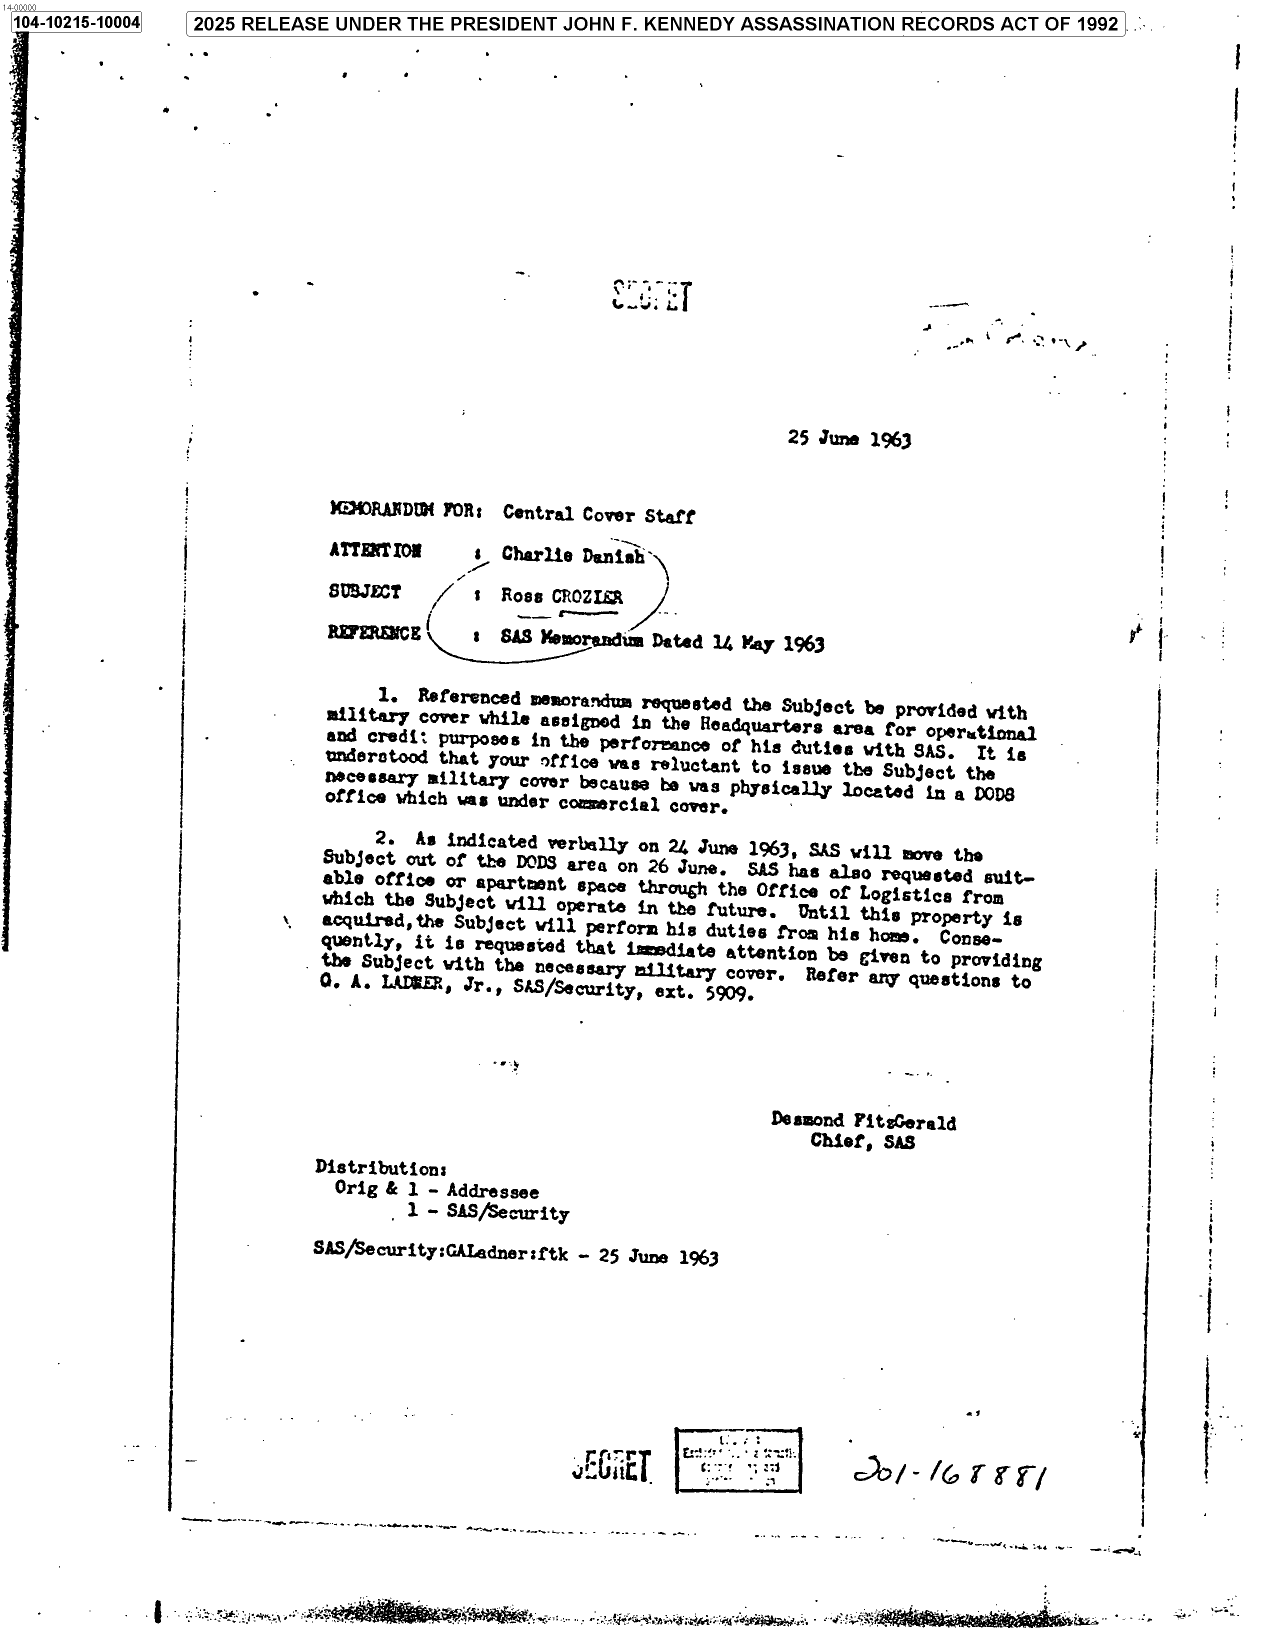 14-00000
104-10215-10004
2025 RELEASE UNDER THE PRESIDENT JOHN F. KENNEDY ASSASSINATION RECORDS ACT OF 1992
SECRET
25 June 1963
MEMORANDUM FOR: Central Cover Staff
ATTENTION : Charlie Danish
SUBJECT : Ross CROZIER
REFERENCE : SAS Memorandum Dated 14 May 1963
1. Referenced memorandum requested the Subject be provided with
military cover while assigned in the Headquarters area for operational
and credit purposes in the performance of his duties with SAS. It is
understood that your office was reluctant to issue the Subject the
necessary military cover because he was physically located in a DODS
office which was under commercial cover.
2. As indicated verbally on 24 June 1963, SAS will move the
Subject out of the DODS area on 26 June. SAS has also requested suit-
able office or apartment space through the Office of Logistics from
which the Subject will operate in the future. Until this property is
acquired, the Subject will perform his duties from his home. Conse-
quently, it is requested that immediate attention be given to providing
the Subject with the necessary military cover. Refer any questions to
G. A. LADNER, Jr., SAS/Security, ext. 5909.
Desmond FitzGerald
Chief, SAS
Distribution:
Orig & 1 - Addressee
1 - SAS/Security
SAS/Security:GALadner:ftk - 25 June 1963
SECRET
201-168881